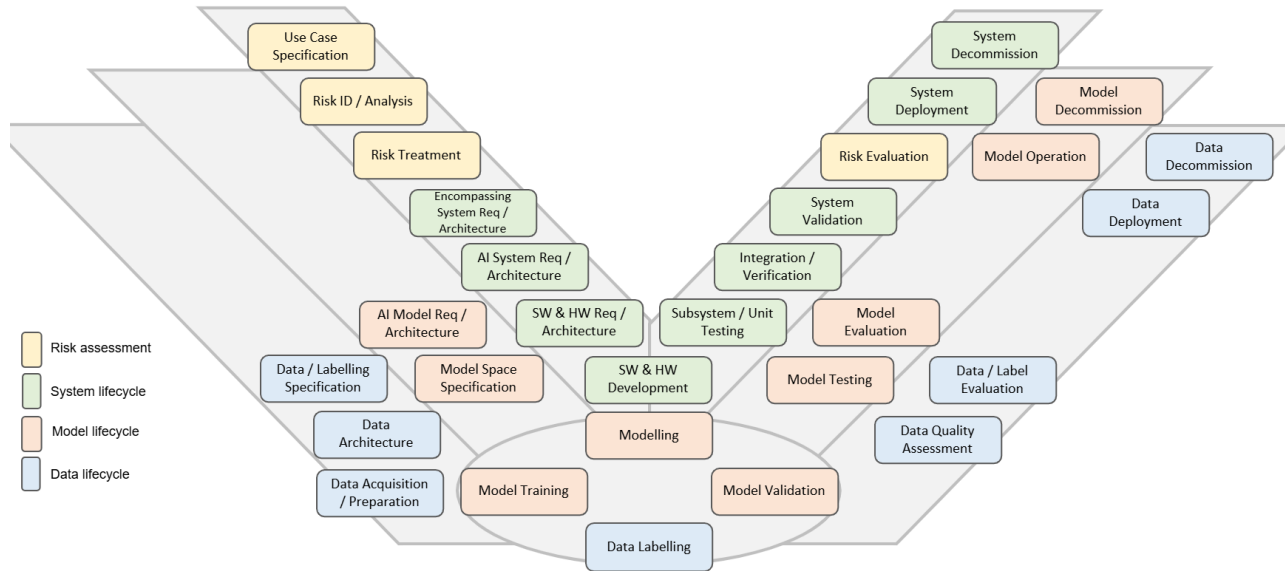 Use Case
Specification
Risk ID / Analysis
Risk Treatment
Encompassing
System Req /
Architecture
AI System Req /
Architecture
SW & HW Req /
Architecture
SW & HW
Development
Subsystem / Unit
Testing
Integration /
Verification
System
Validation
Risk Evaluation
System
Deployment
System
Decommission
AI Model Req /
Architecture
Model Space
Specification
Modelling
Model Training
Model Validation
Model Testing
Model
Evaluation
Model Operation
Model
Decommission
Data / Labelling
Specification
Data
Architecture
Data Acquisition
/ Preparation
Data Labelling
Data Quality
Assessment
Data / Label
Evaluation
Data
Deployment
Data
Decommission
Risk assessment
System lifecycle
Model lifecycle
Data lifecycle